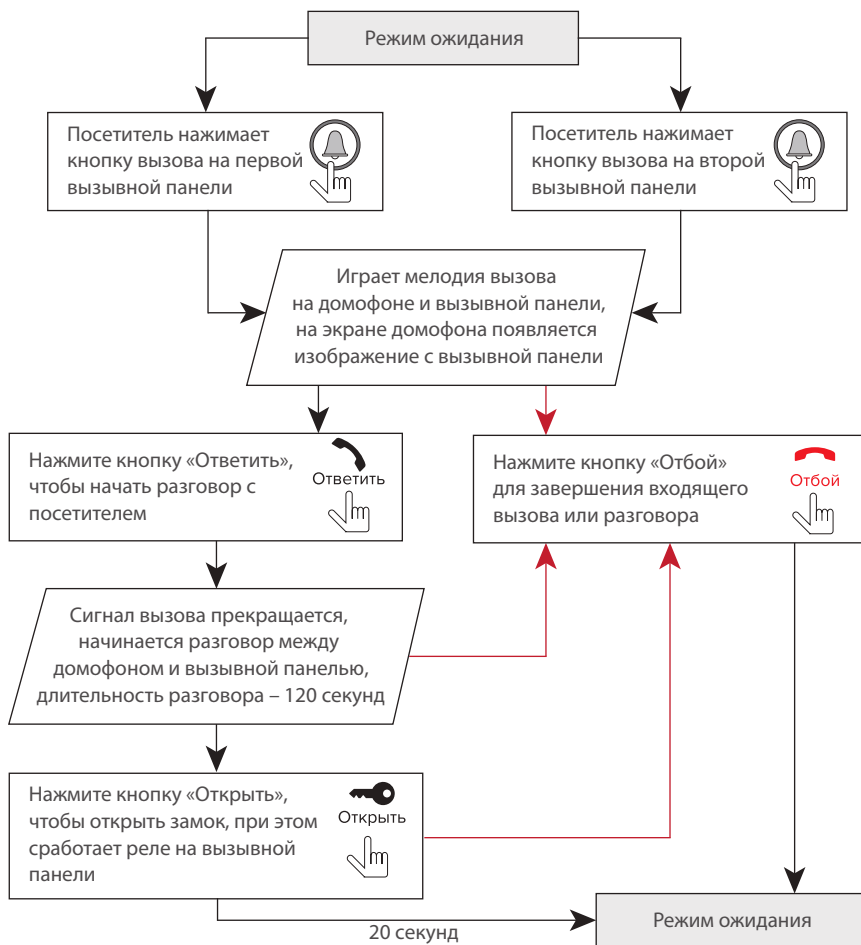 Режим ожидания
Посетитель нажимает
кнопку вызова на первой
вызывной панели
Посетитель нажимает
кнопку вызова на второй
вызывной панели
Играет мелодия вызова
на домофоне и вызывной панели,
на экране домофона появляется
изображение с вызывной панели
Нажмите кнопку «Ответить»,
чтобы начать разговор с
посетителем
Ответить
Нажмите кнопку «Отбой»
для завершения входящего
вызова или разговора
Отбой
Сигнал вызова прекращается,
начинается разговор между
домофоном и вызывной панелью,
длительность разговора – 120 секунд
Нажмите кнопку «Открыть»,
чтобы открыть замок, при этом
сработает реле на вызывной
панели
Открыть
20 секунд
Режим ожидания